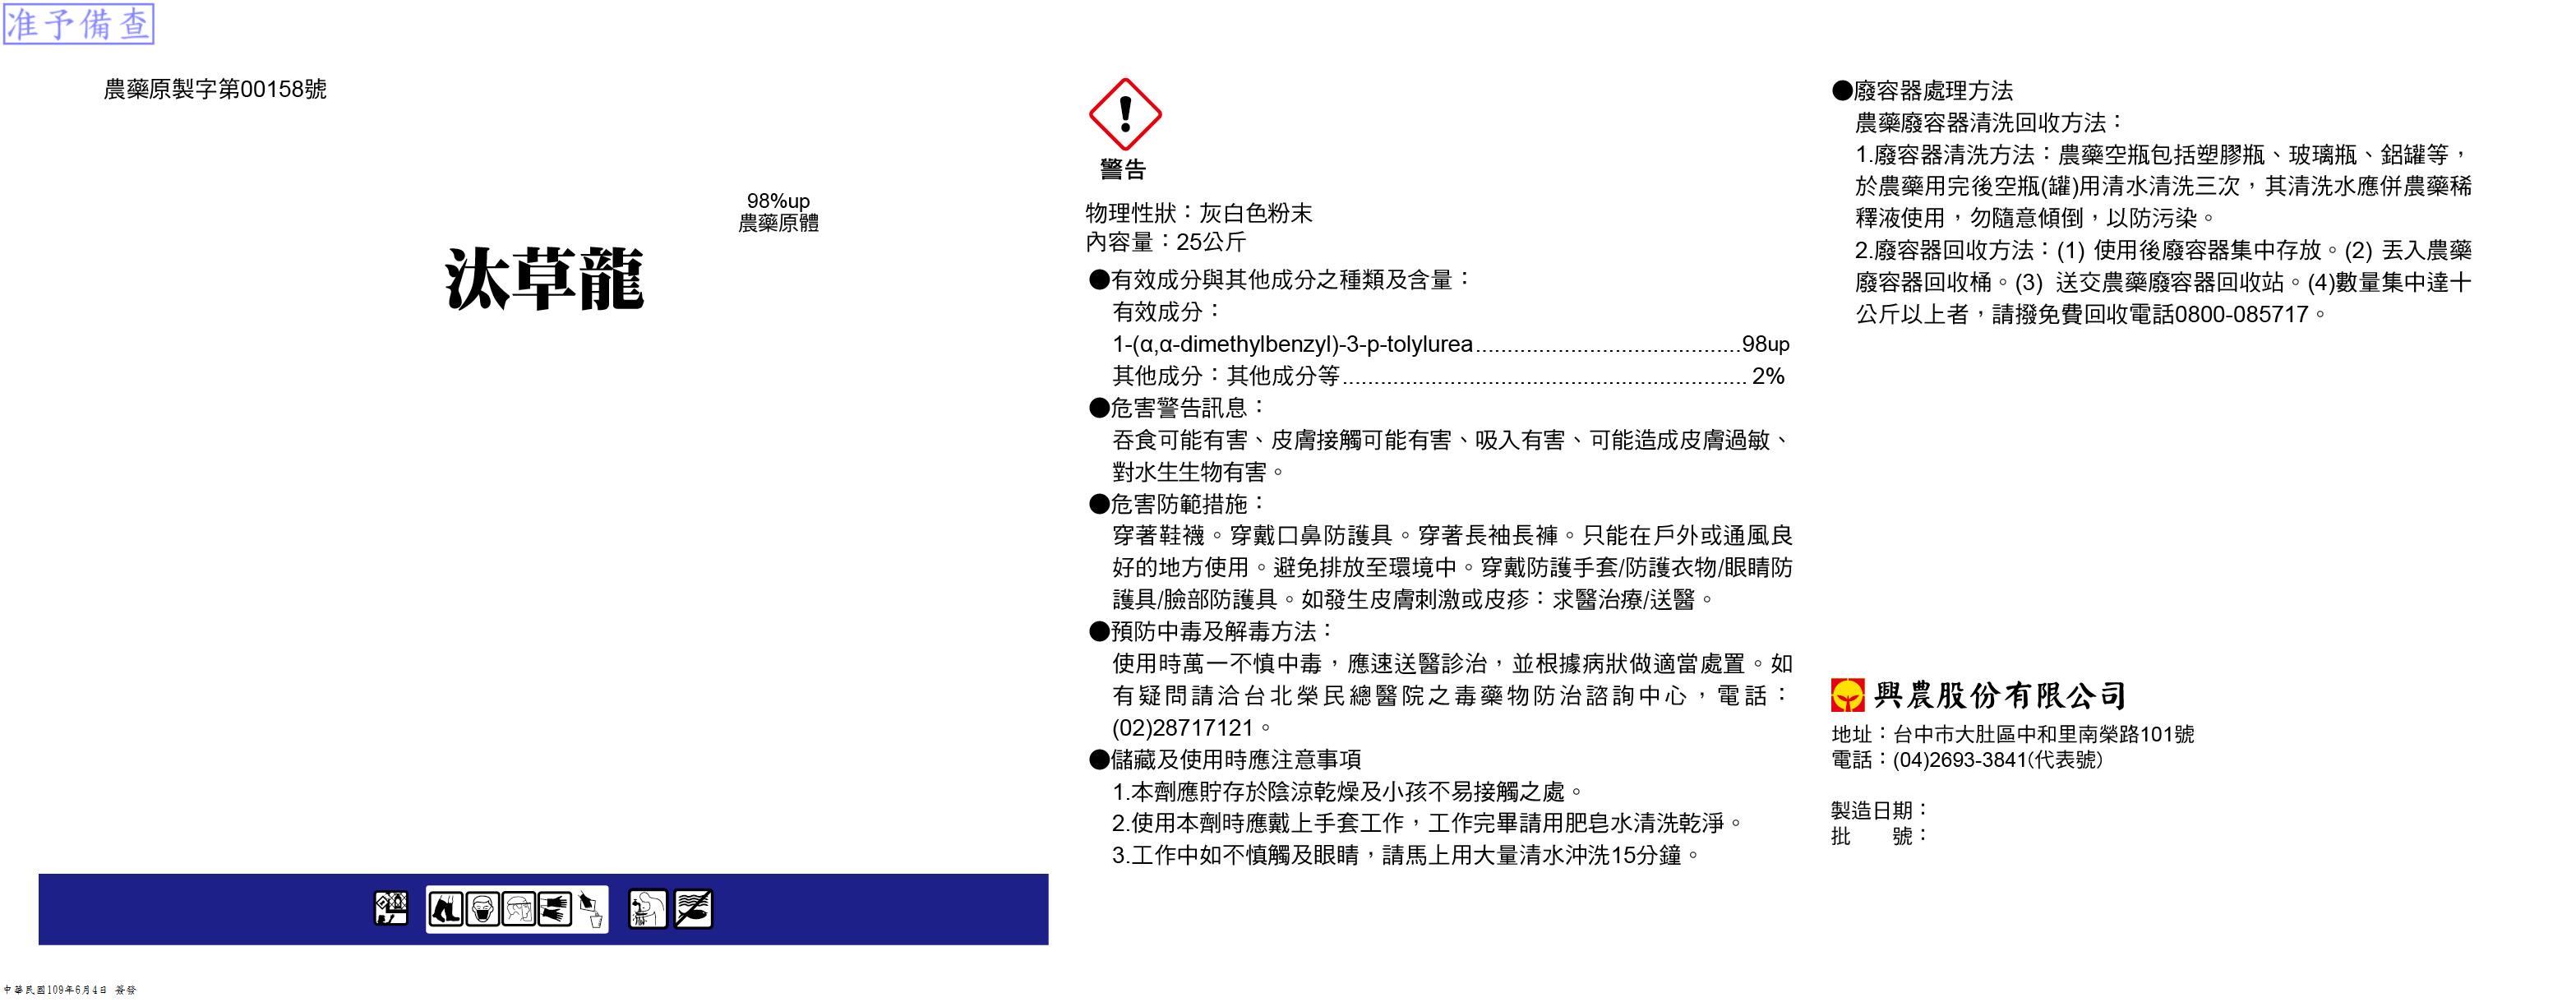 准予備查
農藥原製字第00158號
98%up
農藥原體
汰草龍
警告
物理性狀：灰白色粉末
內容量：25公斤
●有效成分與其他成分之種類及含量：
有效成分：
1-(α,α-dimethylbenzyl)-3-p-tolylurea..........................................98up
其他成分：其他成分等................................................................ 2%
●危害警告訊息：
吞食可能有害、皮膚接觸可能有害、吸入有害、可能造成皮膚過敏、
對水生生物有害。
●危害防範措施：
穿著鞋襪。穿戴口鼻防護具。穿著長袖長褲。只能在戶外或通風良
好的地方使用。避免排放至環境中。穿戴防護手套/防護衣物/眼睛防
護具/臉部防護具。如發生皮膚刺激或皮疹：求醫治療/送醫。
●預防中毒及解毒方法：
使用時萬一不慎中毒，應速送醫診治，並根據病狀做適當處置。如
有疑問請洽台北榮民總醫院之毒藥物防治諮詢中心，電話：
(02)28717121。
●儲藏及使用時應注意事項
1.本劑應貯存於陰涼乾燥及小孩不易接觸之處。
2.使用本劑時應戴上手套工作，工作完畢請用肥皂水清洗乾淨。
3.工作中如不慎觸及眼睛，請馬上用大量清水沖洗15分鐘。
●廢容器處理方法
農藥廢容器清洗回收方法：
1.廢容器清洗方法：農藥空瓶包括塑膠瓶、玻璃瓶、鋁罐等，
於農藥用完後空瓶(罐)用清水清洗三次，其清洗水應併農藥稀
釋液使用，勿隨意傾倒，以防污染。
2.廢容器回收方法：(1) 使用後廢容器集中存放。(2) 丟入農藥
廢容器回收桶。(3) 送交農藥廢容器回收站。(4)數量集中達十
公斤以上者，請撥免費回收電話0800-085717。
興農股份有限公司
地址：台中市大肚區中和里南榮路101號
電話：(04)2693-3841(代表號)
製造日期：
批　　號：
中華民國109年6月4日 簽發